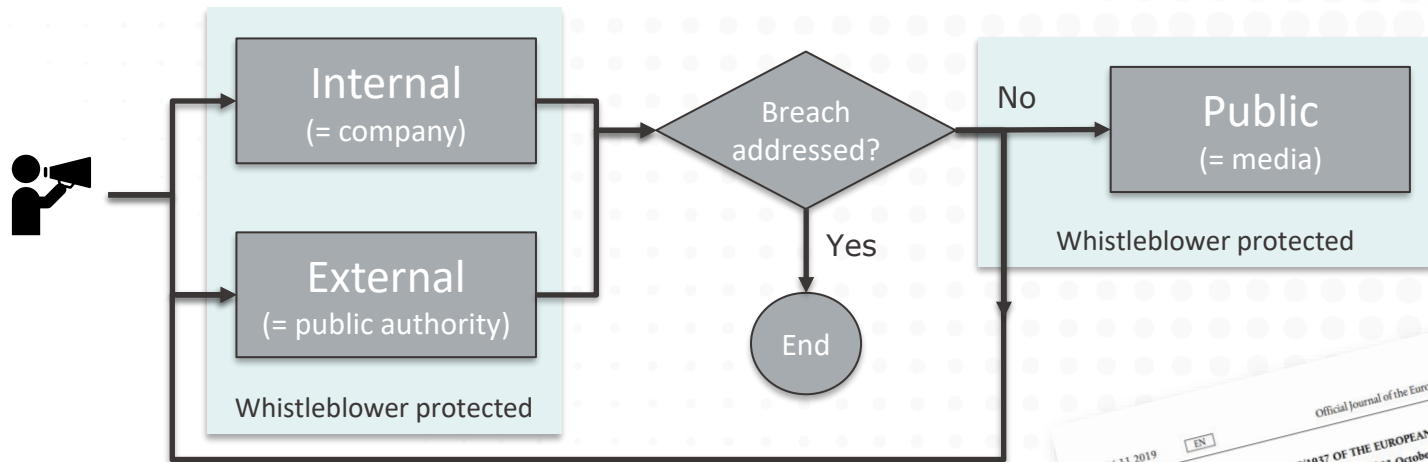 Internal
(= company)
External
(= public authority)
Whistleblower protected
Breach
addressed?
Yes
End
No
Public
(= media)
Whistleblower protected
11.2019
EN
Official Journal of the
1937 OF THE EUROPEAN